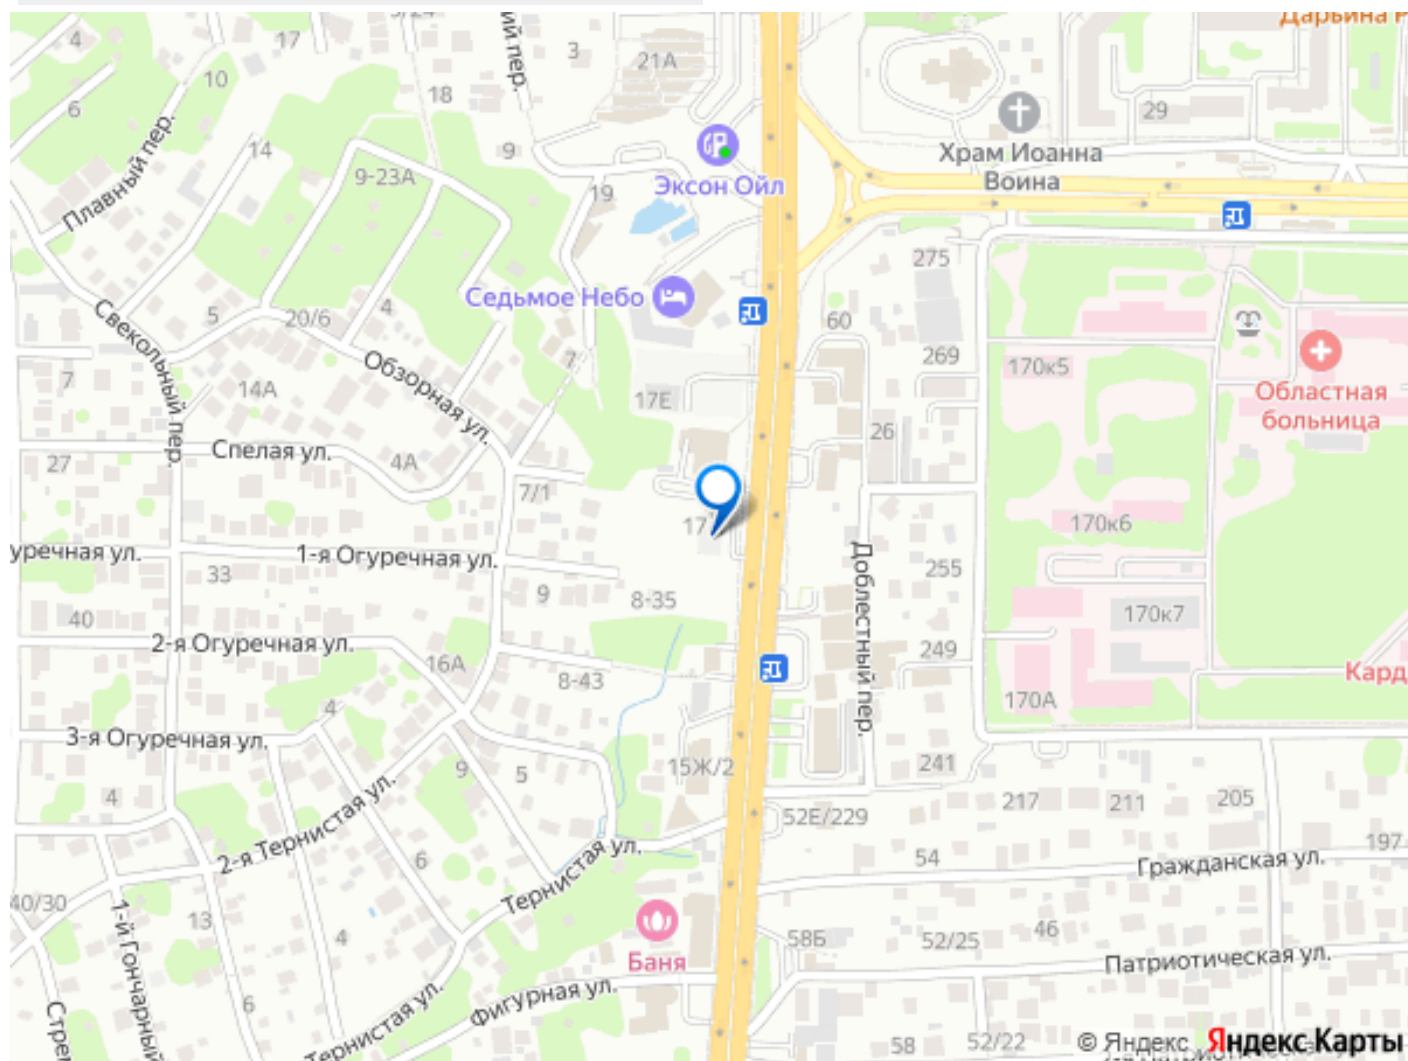 Дарьина Р
4
17
3/24
ий пер.
3
21А
10
18
6
29
14
9
Плавный пер.
9-23А
Эксон Ойл
19
Храм Иоанна
Воина
275
Седьмое Небо
Свекольный пер.
5
20/6
4
60
7
7
Обзорная ул.
269
170к5
Областная
больница
14А
17Е
26
Спелая ул.
27
4А
7/1
17
170к6
гуречная ул.
1-я Огуречная ул.
33
9
8-35
Доблестный пер.
255
170к7
40
2-я Огуречная ул.
16А
8-43
249
Кард
170А
4
3-я Огуречная ул.
9
5
15Ж/2
241
4
217
211
205
52Е/229
2-я Тернистая ул.
6
Тернистая ул.
54
197
Гражданская ул.
40/30
1-й Гончарный
13
4
Баня
58Б
52/25
46
Патриотическая ул.
6
Фигурная ул.
Стрем
Тернистая ул.
58
52/22
© Яндекс Яндекс Карты